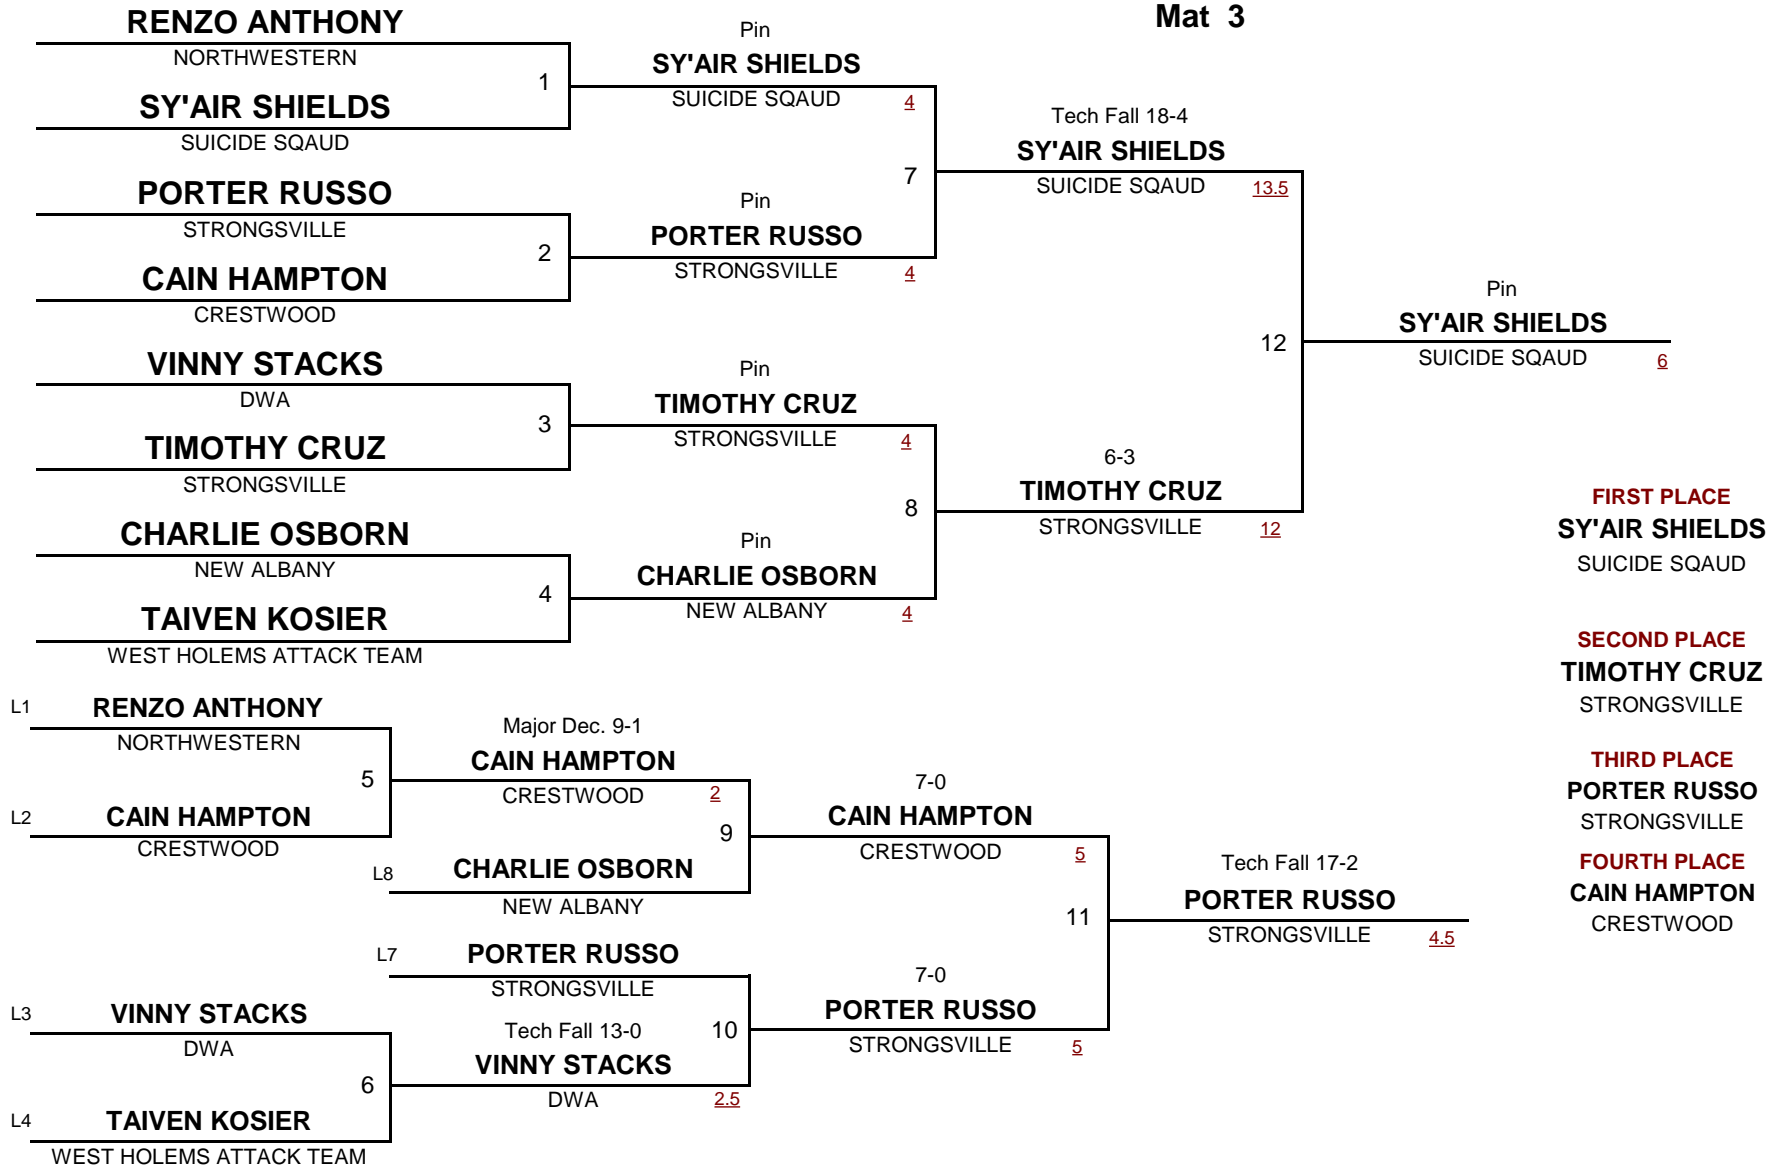 Mat 3
RENZO ANTHONY
NORTHWESTERN
1
SY'AIR SHIELDS
SUICIDE SQAUD
PORTER RUSSO
STRONGSVILLE
2
CAIN HAMPTON
CRESTWOOD
VINNY STACKS
DWA
3
TIMOTHY CRUZ
STRONGSVILLE
CHARLIE OSBORN
NEW ALBANY
4
TAIVEN KOSIER
WEST HOLEMS ATTACK TEAM
Pin
SY'AIR SHIELDS
SUICIDE SQAUD 4
7
Pin
PORTER RUSSO
STRONGSVILLE 4
Pin
TIMOTHY CRUZ
STRONGSVILLE 4
8
Pin
CHARLIE OSBORN
NEW ALBANY 4
Tech Fall 18-4
SY'AIR SHIELDS
SUICIDE SQAUD 13.5
12
6-3
TIMOTHY CRUZ
STRONGSVILLE 12
Pin
SY'AIR SHIELDS
SUICIDE SQAUD 6
FIRST PLACE
SY'AIR SHIELDS
SUICIDE SQAUD
SECOND PLACE
TIMOTHY CRUZ
STRONGSVILLE
THIRD PLACE
PORTER RUSSO
STRONGSVILLE
FOURTH PLACE
CAIN HAMPTON
CRESTWOOD
L1 RENZO ANTHONY
NORTHWESTERN
5
L2 CAIN HAMPTON
CRESTWOOD
Major Dec. 9-1
CAIN HAMPTON
CRESTWOOD 2
9
L8 CHARLIE OSBORN
NEW ALBANY
L7 PORTER RUSSO
STRONGSVILLE
10
L3 VINNY STACKS
DWA
6
L4 TAIVEN KOSIER
WEST HOLEMS ATTACK TEAM
Tech Fall 13-0
VINNY STACKS
DWA 2.5
7-0
CAIN HAMPTON
CRESTWOOD 5
11
7-0
PORTER RUSSO
STRONGSVILLE 5
Tech Fall 17-2
PORTER RUSSO
STRONGSVILLE 4.5